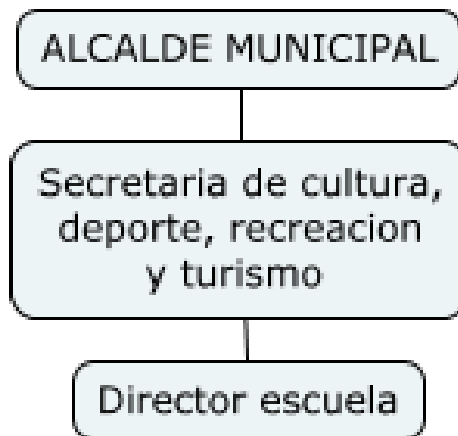 ALCALDE MUNICIPAL
Secretaria de cultura,
deporte, recreacion
y turismo
Director escuela